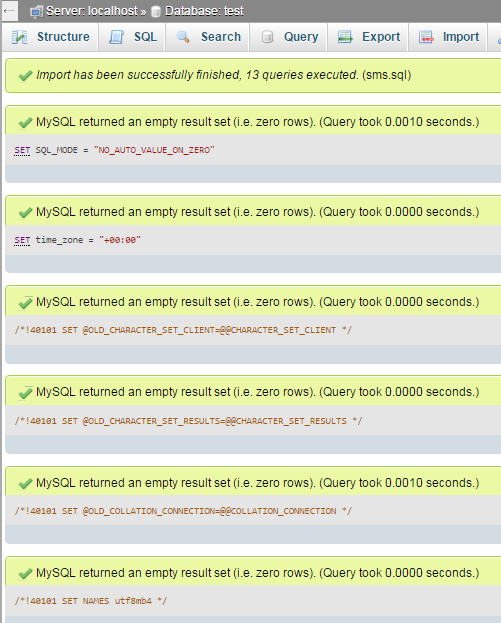 Server: localhost » Database: test
Structure SQL Search Query Export Import
Import has been successfully finished, 13 queries executed. (sms.sql)
MySQL returned an empty result set (i.e. zero rows). (Query took 0.0010 seconds.)
SET SQL_MODE = "NO_AUTO_VALUE_ON_ZERO"
MySQL returned an empty result set (i.e. zero rows). (Query took 0.0000 seconds.)
SET time_zone = "+00:00"
MySQL returned an empty result set (i.e. zero rows). (Query took 0.0000 seconds.)
/*!40101 SET @OLD_CHARACTER_SET_CLIENT=@@CHARACTER_SET_CLIENT */
MySQL returned an empty result set (i.e. zero rows). (Query took 0.0000 seconds.)
/*!40101 SET @OLD_CHARACTER_SET_RESULTS=@@CHARACTER_SET_RESULTS */
MySQL returned an empty result set (i.e. zero rows). (Query took 0.0010 seconds.)
/*!40101 SET @OLD_COLLATION_CONNECTION=@@COLLATION_CONNECTION */
MySQL returned an empty result set (i.e. zero rows). (Query took 0.0000 seconds.)
/*!40101 SET NAMES utf8mb4 */